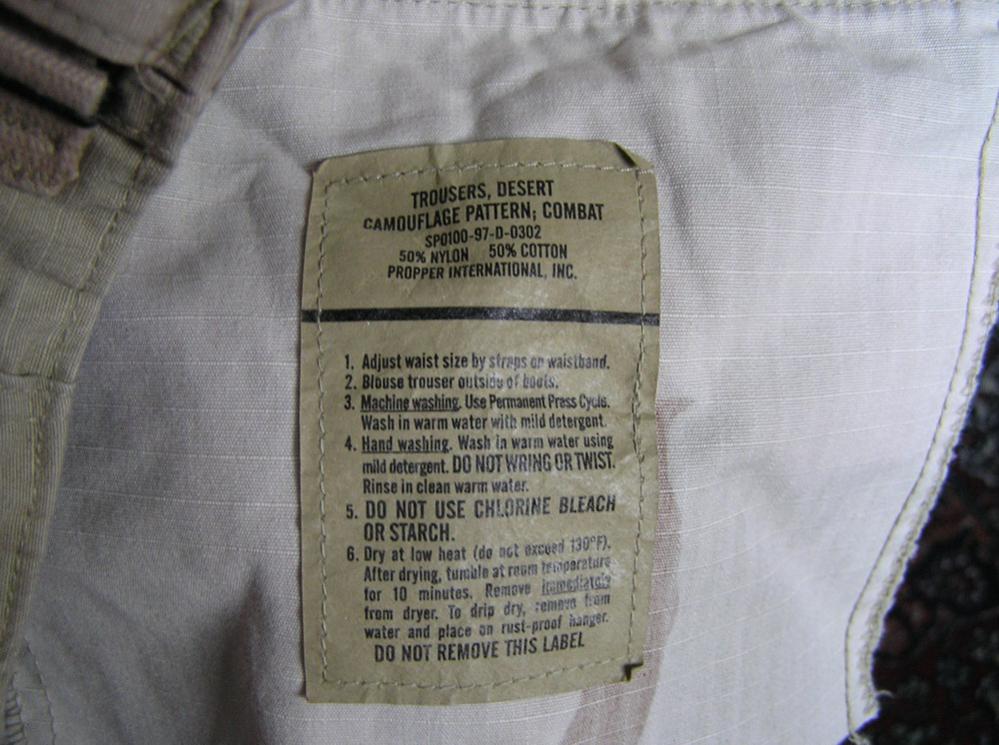 TROUSERS, DESERT
CAMOUFLAGE PATTERN; COMBAT
SPO100-97-D-0302
50% NYLON 50% COTTON
PROPPER INTERNATIONAL, INC.
1. Adjust waist size by straps on waistband.
2. Blouse trouser outside of boots.
3. Machine washing. Use Permanent Press Cycle.
Wash in warm water with mild detergent.
4. Hand washing. Wash in warm water using
mild detergent. DO NOT WRING OR TWIST.
Rinse in clean warm water.
5. DO NOT USE CHLORINE BLEACH
OR STARCH.
6. Dry at low heat (do not exceed 130°F).
After drying, tumble at room temperature
for 10 minutes. Remove immediately
from dryer. To drip dry, remove from
water and place on rust-proof hanger.
DO NOT REMOVE THIS LABEL